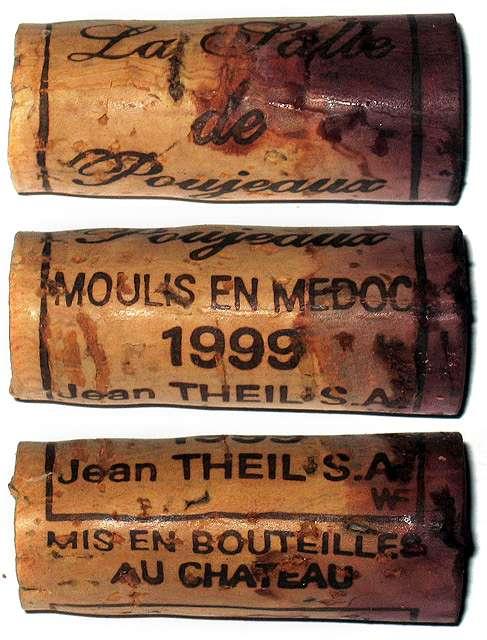 La Salle
de
Poujeaux
Poujeaux
MOULIS EN MEDOC
1999
Jean THEIL S.A.
1999
Jean THEIL S.A.
WF
MIS EN BOUTEILLES
AU CHATEAU